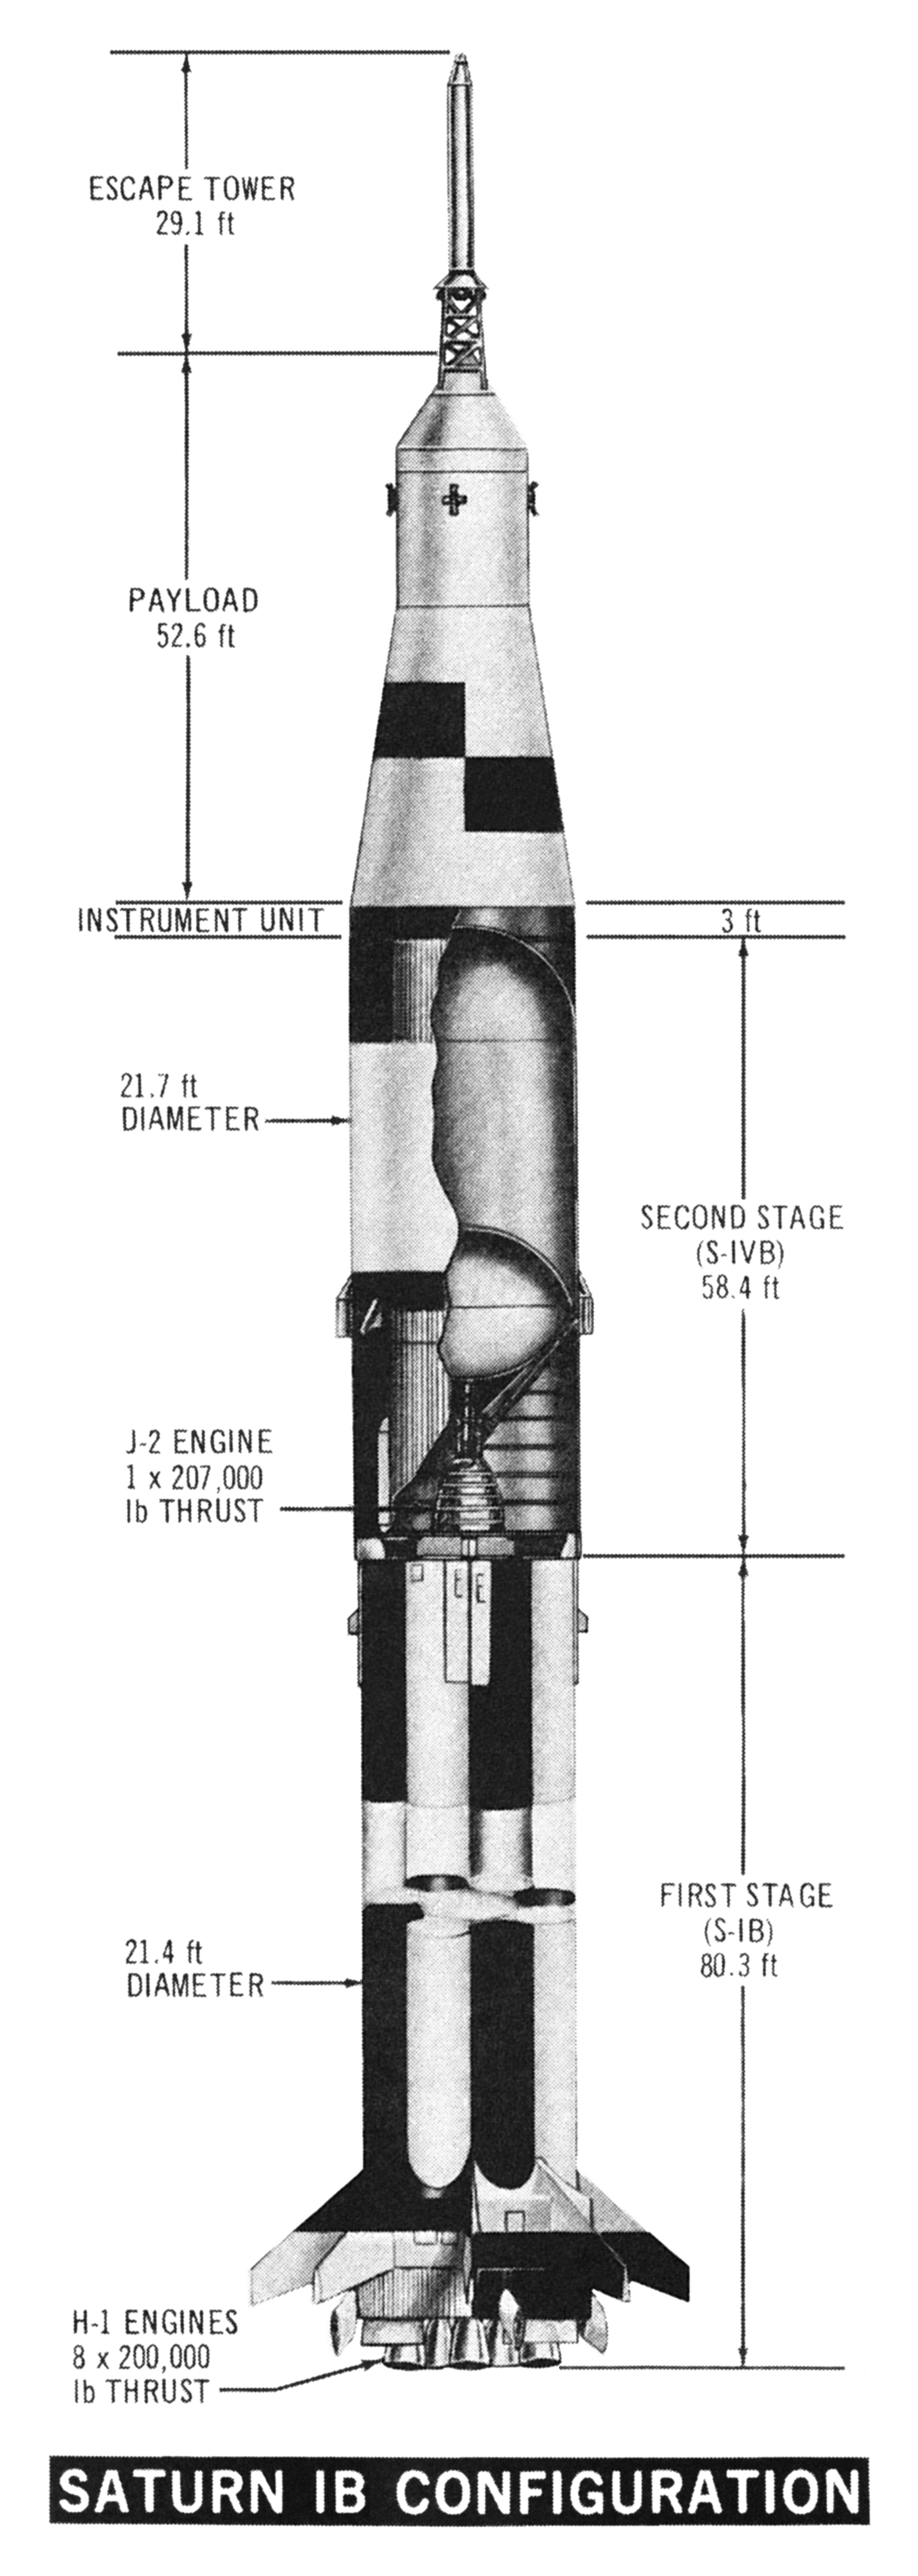 ESCAPE TOWER
29.1 ft
PAYLOAD
52.6 ft
INSTRUMENT UNIT
3 ft
21.7 ft
DIAMETER
SECOND STAGE
(S-IVB)
58.4 ft
J-2 ENGINE
1 x 207,000
lb THRUST
FIRST STAGE
(S-IB)
80.3 ft
21.4 ft
DIAMETER
H-1 ENGINES
8 x 200,000
lb THRUST
SATURN IB CONFIGURATION